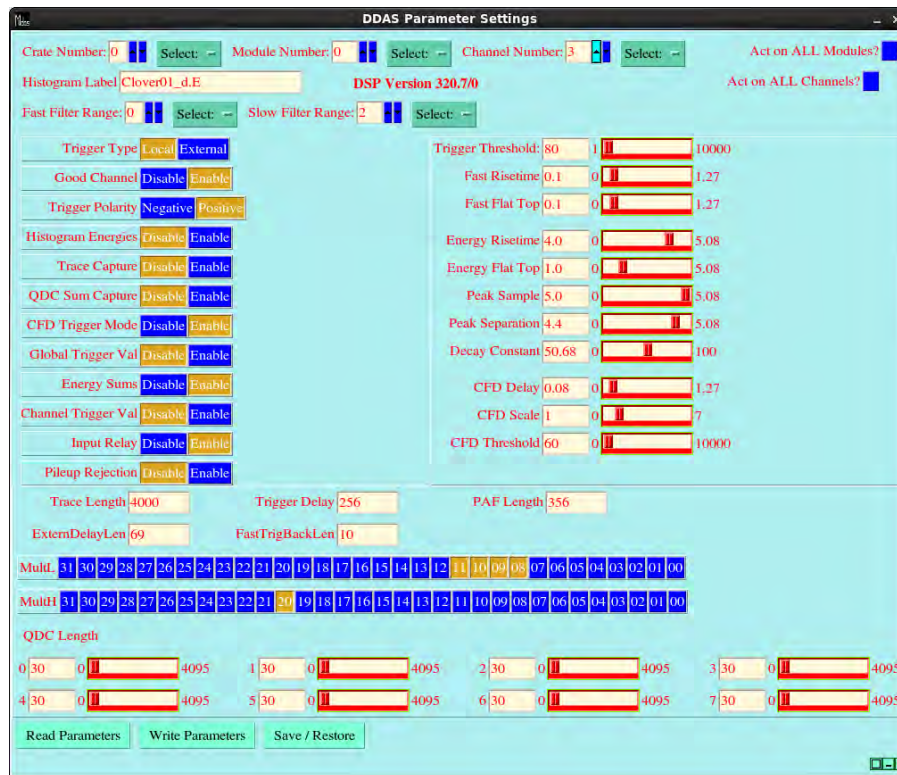 Nddas DDAS Parameter Settings
Crate Number: 0 Select: Module Number: 0 Select: Channel Number: 3 Select: Act on ALL Modules?
Histogram Label Clover01_d.E DSP Version 320.7/0 Act on ALL Channels?
Fast Filter Range: 0 Select: Slow Filter Range: 2 Select:
Trigger Type Local External Trigger Threshold: 80 1 10000
Good Channel Disable Enable Fast Risetime 0.1 0 1.27
Trigger Polarity Negative Positive Fast Flat Top 0.1 0 1.27
Histogram Energies Disable Enable Energy Risetime 4.0 0 5.08
Trace Capture Disable Enable Energy Flat Top 1.0 0 5.08
QDC Sum Capture Disable Enable Peak Sample 5.0 0 5.08
CFD Trigger Mode Disable Enable Peak Separation 4.4 0 5.08
Global Trigger Val Disable Enable Decay Constant 50.68 0 100
Energy Sums Disable Enable CFD Delay 0.08 0 1.27
Channel Trigger Val Disable Enable CFD Scale 1 0 7
Input Relay Disable Enable CFD Threshold 60 0 10000
Pileup Rejection Disable Enable
Trace Length 4000 Trigger Delay 256 PAF Length 356
ExternDelayLen 69 FastTrigBackLen 10
MultL 31 30 29 28 27 26 25 24 23 22 21 20 19 18 17 16 15 14 13 12 11 10 09 08 07 06 05 04 03 02 01 00
MultH 31 30 29 28 27 26 25 24 23 22 21 20 19 18 17 16 15 14 13 12 11 10 09 08 07 06 05 04 03 02 01 00
QDC Length
0 30 0 4095 1 30 0 4095 2 30 0 4095 3 30 0 4095
4 30 0 4095 5 30 0 4095 6 30 0 4095 7 30 0 4095
Read Parameters Write Parameters Save / Restore